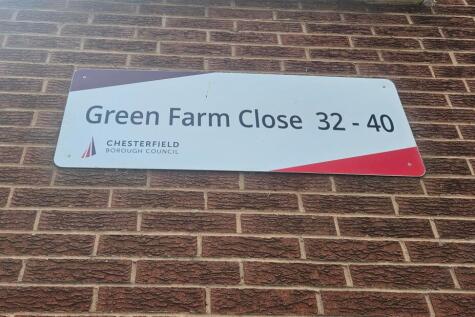 Green Farm Close 32 - 40
CHESTERFIELD
BOROUGH COUNCIL